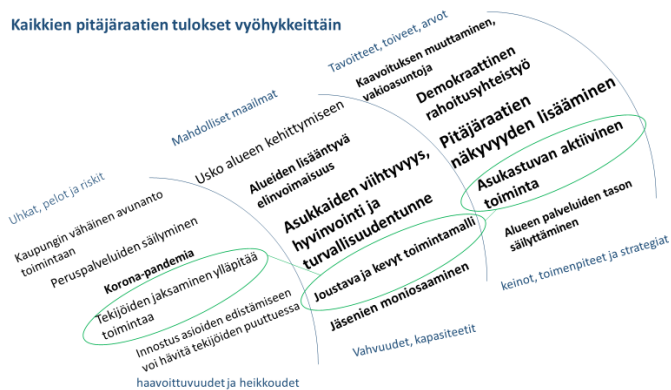 Kaikkien pitäjäraatien tulokset vyöhykkeittäin
Uhkat, pelot ja riskit
Kaupungin vähäinen avunanto
toimintaan
Peruspalveluiden säilyminen
Korona-pandemia
Tekijöiden jaksaminen ylläpitää
toimintaa
Innostus asioiden edistämiseen
voi hävitä tekijöiden puuttuessa
haavoittuvuudet ja heikkoudet
Mahdolliset maailmat
Usko alueen kehittymiseen
Alueiden lisääntyvä
elinvoimaisuus
Asukkaiden viihtyvyys,
hyvinvointi ja
turvallisuudentunne
Joustava ja kevyt toimintamalli
Jäsenien moniosaaminen
Vahvuudet, kapasiteetit
Tavoitteet, toiveet, arvot
Kaavoituksen muuttaminen,
vakioasuntoja
Demokraattinen
rahoitusyhteistyö
Pitäjäraatien
näkyvyyden lisääminen
Asukastuvan aktiivinen
toiminta
Alueen palveluiden tason
säilyttäminen
keinot, toimenpiteet ja strategiat